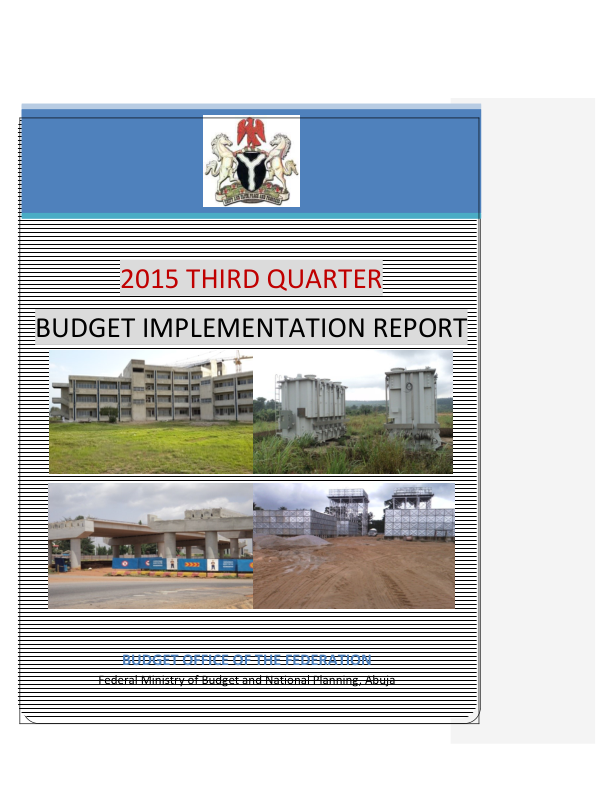 2015 THIRD QUARTER
BUDGET IMPLEMENTATION REPORT
BUDGET OFFICE OF THE FEDERATION
Federal Ministry of Budget and National Planning, Abuja